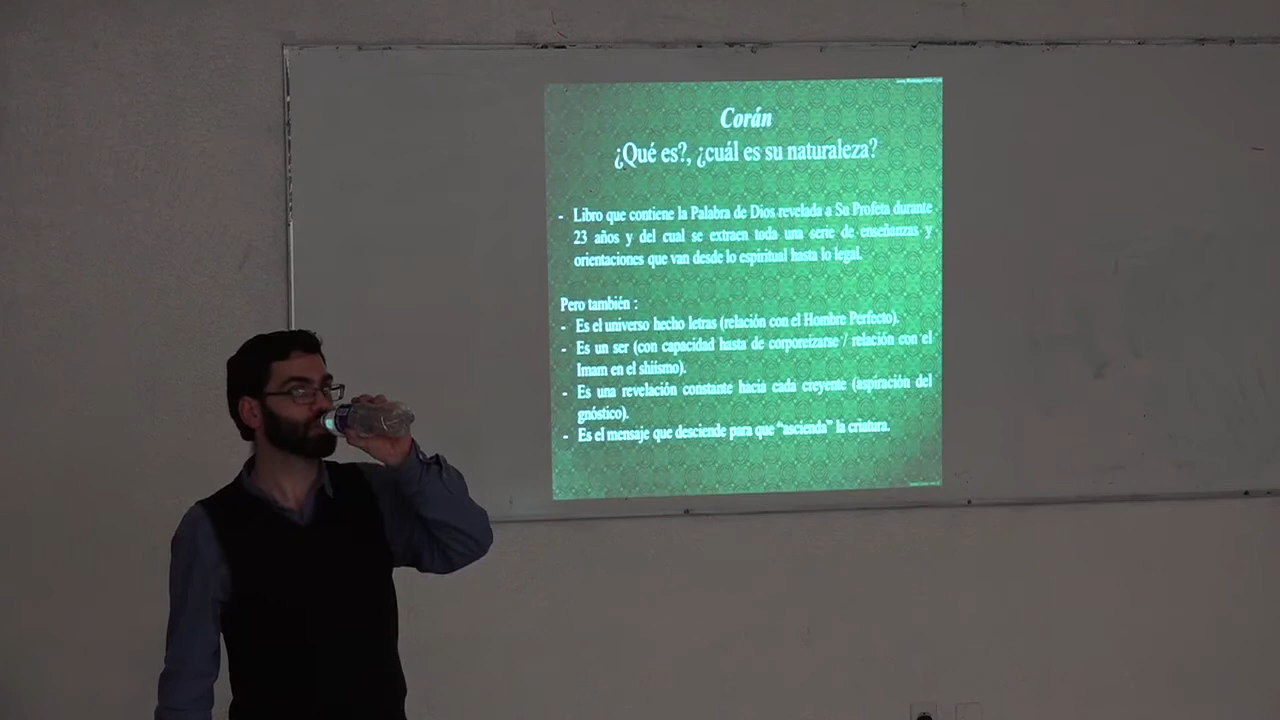 Corán
¿Qué es?, ¿cuál es su naturaleza?
- Libro que contiene la Palabra de Dios revelada a Su Profeta durante
23 años y del cual se extraen toda una serie de enseñanzas y
orientaciones que van desde lo espiritual hasta lo legal.
Pero también :
- Es el universo hecho letras (relación con el Hombre Perfecto).
- Es un ser (con capacidad hasta de corporeizarse / relación con el
Imam en el shiismo).
- Es una revelación constante hacia cada creyente (aspiración del
gnóstico).
- Es el mensaje que desciende para que “ascienda” la criatura.